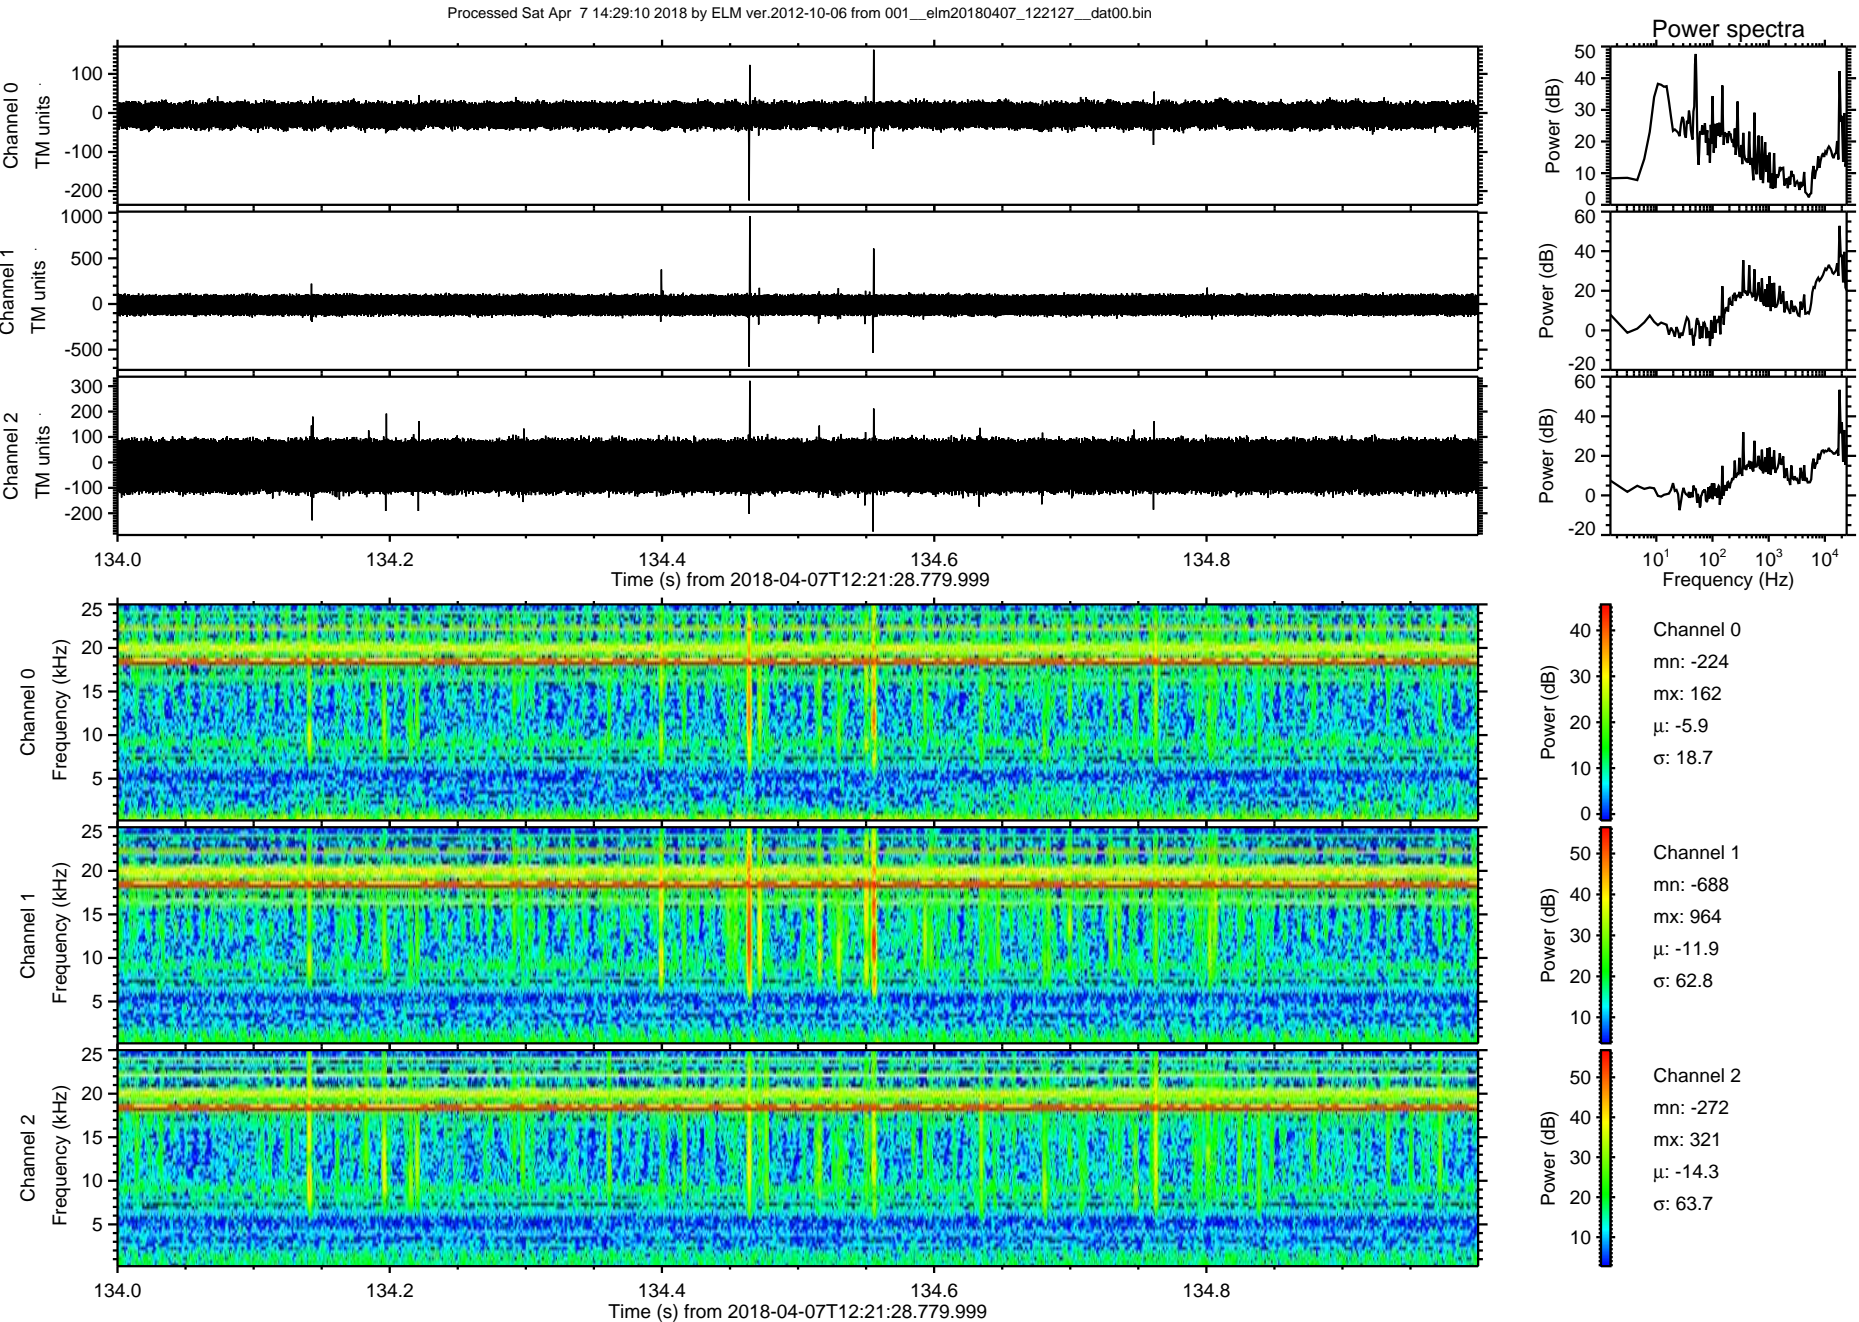 Processed Sat Apr  7 14:29:10 2018 by ELM ver.2012-10-06 from 001__elm20180407_122127__dat00.bin
Power spectra
Channel 0
TM units
100
0
-100
-200
Power (dB)
50
40
30
20
10
0
Channel 1
TM units
1000
500
0
-500
Power (dB)
60
40
20
0
-20
Channel 2
TM units
300
200
100
0
-100
-200
Power (dB)
60
40
20
0
-20
134.0 134.2 134.4 134.6 134.8
Time (s) from 2018-04-07T12:21:28.779.999
10^1 10^2 10^3 10^4
Frequency (Hz)
Channel 0
Frequency (kHz)
25
20
15
10
5
Power (dB)
40
30
20
10
0
Channel 0
mn: -224
mx: 162
μ: -5.9
σ: 18.7
Channel 1
Frequency (kHz)
25
20
15
10
5
Power (dB)
50
40
30
20
10
Channel 1
mn: -688
mx: 964
μ: -11.9
σ: 62.8
Channel 2
Frequency (kHz)
25
20
15
10
5
Power (dB)
50
40
30
20
10
Channel 2
mn: -272
mx: 321
μ: -14.3
σ: 63.7
134.0 134.2 134.4 134.6 134.8
Time (s) from 2018-04-07T12:21:28.779.999